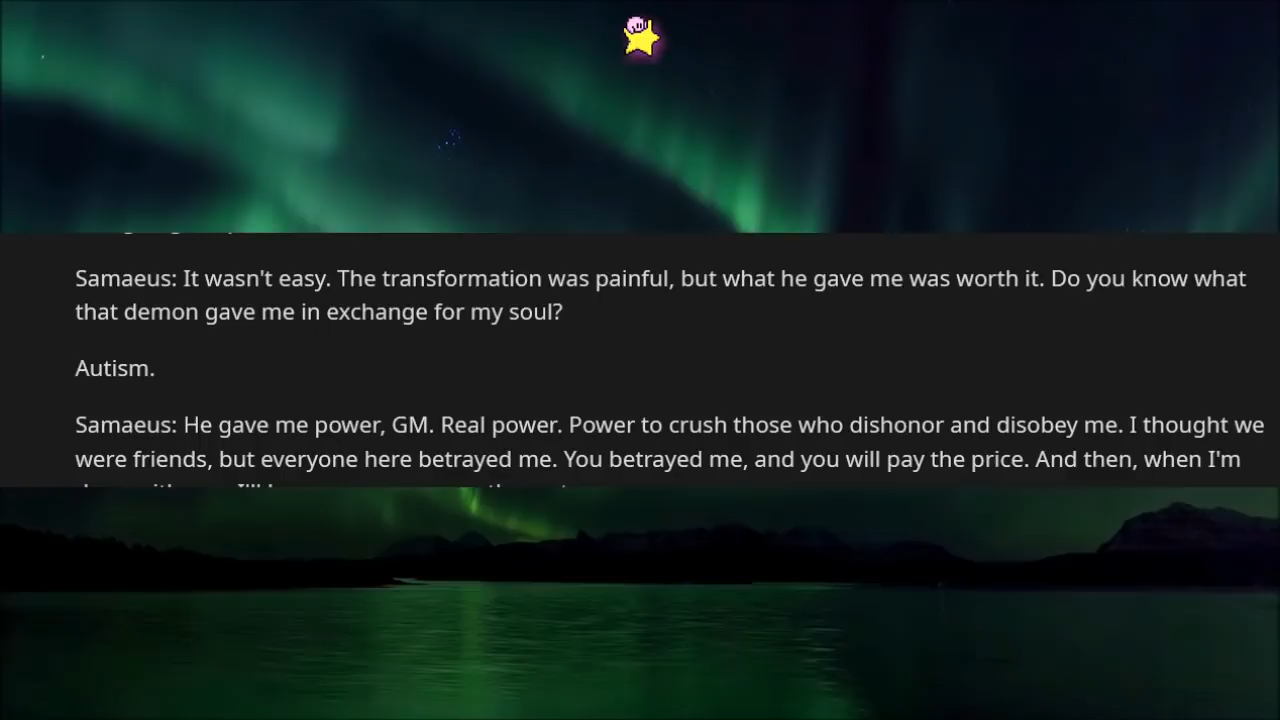 Samaeus: It wasn't easy. The transformation was painful, but what he gave me was worth it. Do you know what
that demon gave me in exchange for my soul?
Autism.
Samaeus: He gave me power, GM. Real power. Power to crush those who dishonor and disobey me. I thought we
were friends, but everyone here betrayed me. You betrayed me, and you will pay the price. And then, when I'm